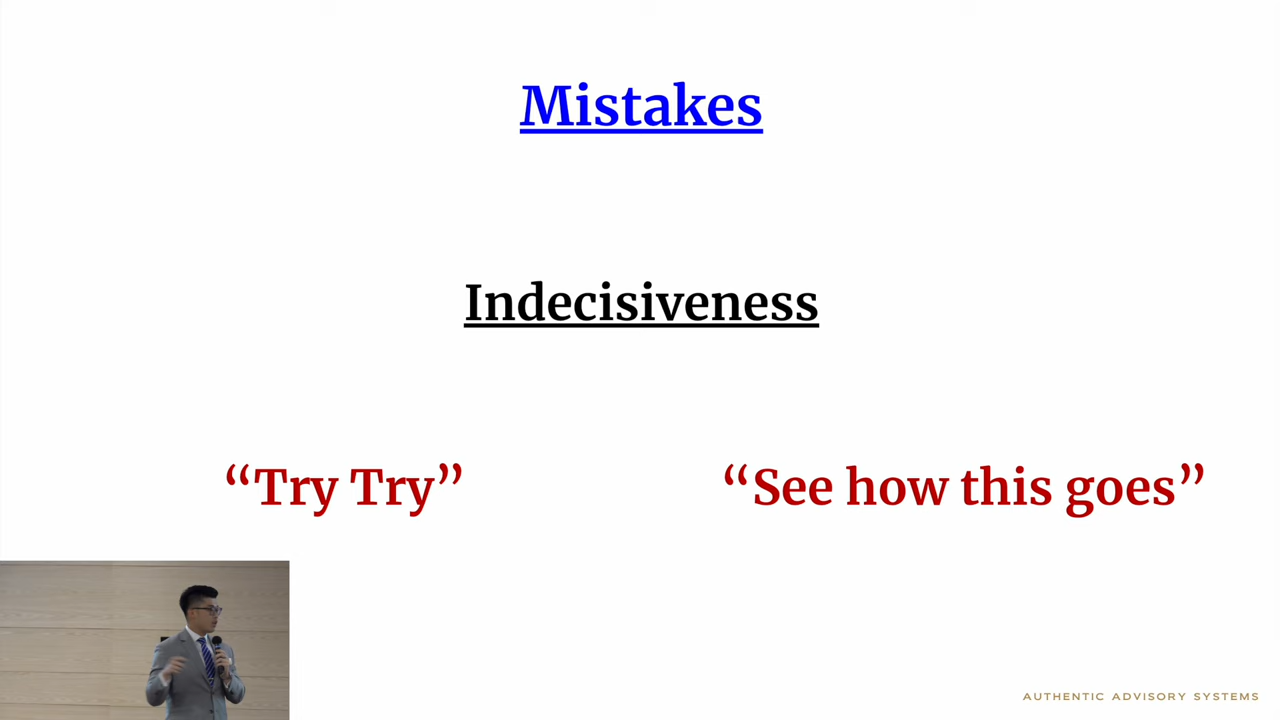 Mistakes
Indecisiveness
“Try Try” “See how this goes”
AUTHENTIC ADVISORY SYSTEMS